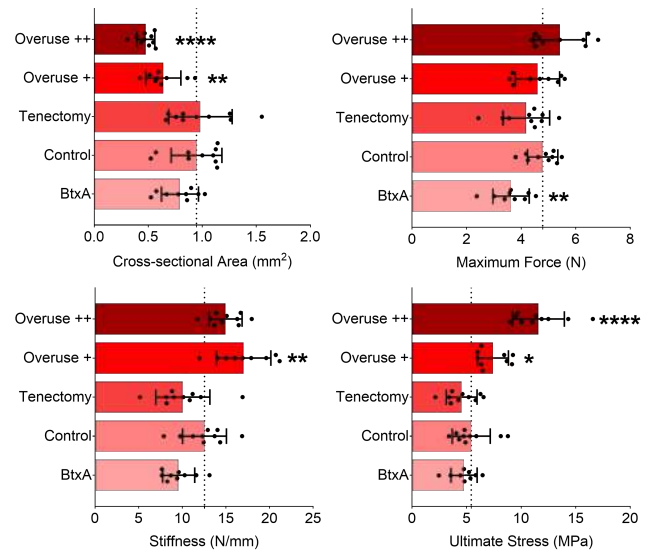 Overuse ++
****
Overuse +
**
Tenectomy
Control
BtxA
0.0 0.5 1.0 1.5 2.0
Cross-sectional Area (mm2)
Overuse ++
Overuse +
Tenectomy
Control
BtxA
**
0 2 4 6 8
Maximum Force (N)
Overuse ++
Overuse +
**
Tenectomy
Control
BtxA
0 5 10 15 20 25
Stiffness (N/mm)
Overuse ++
****
Overuse +
*
Tenectomy
Control
BtxA
0 5 10 15 20
Ultimate Stress (MPa)